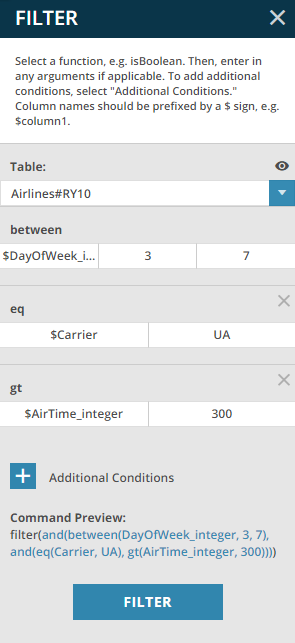 FILTER
Select a function, e.g. isBoolean. Then, enter in
any arguments if applicable. To add additional
conditions, select "Additional Conditions."
Column names should be prefixed by a $ sign, e.g.
$column1.
Table:
Airlines#RY10
between
$DayOfWeek_i... 3 7
eq
$Carrier UA
gt
$AirTime_integer 300
Additional Conditions
Command Preview:
filter(and(between(DayOfWeek_integer, 3, 7),
and(eq(Carrier, UA), gt(AirTime_integer, 300))))
FILTER